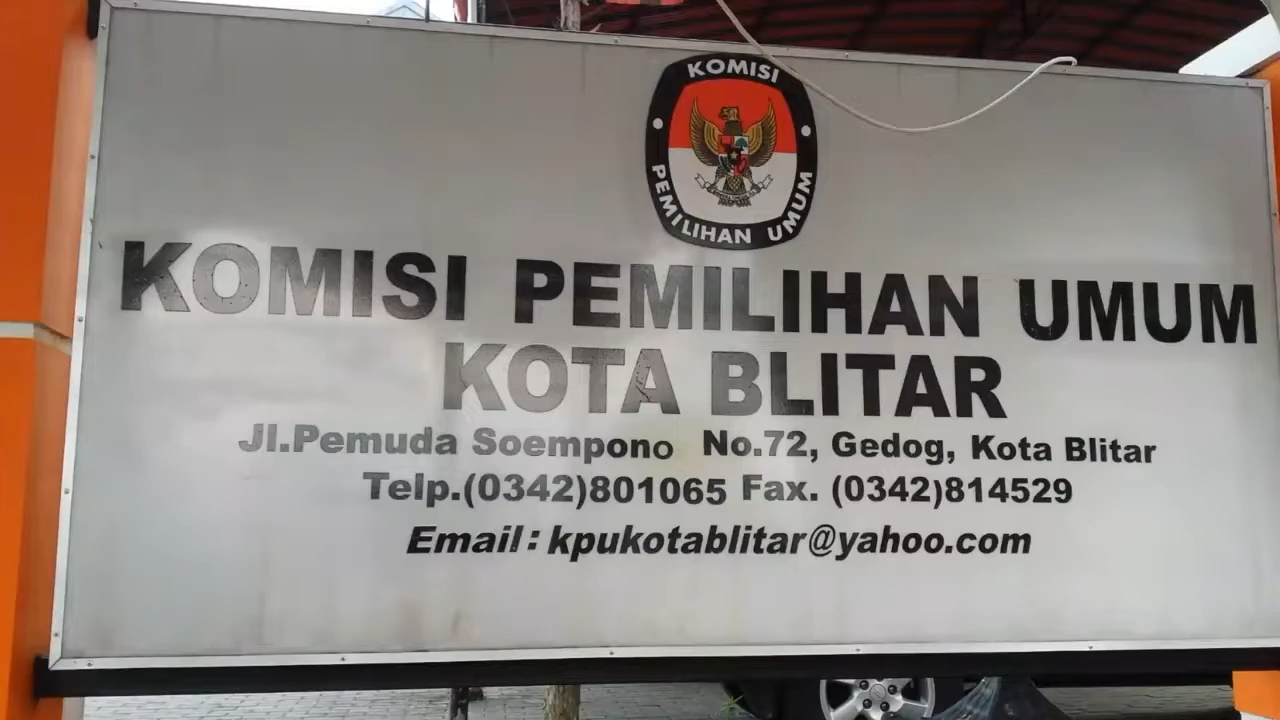 KOMISI
PEMILIHAN UMUM
KOMISI PEMILIHAN UMUM
KOTA BLITAR
Jl.Pemuda Soempono No.72, Gedog, Kota Blitar
Telp.(0342)801065 Fax. (0342)814529
Email : kpukotablitar@yahoo.com